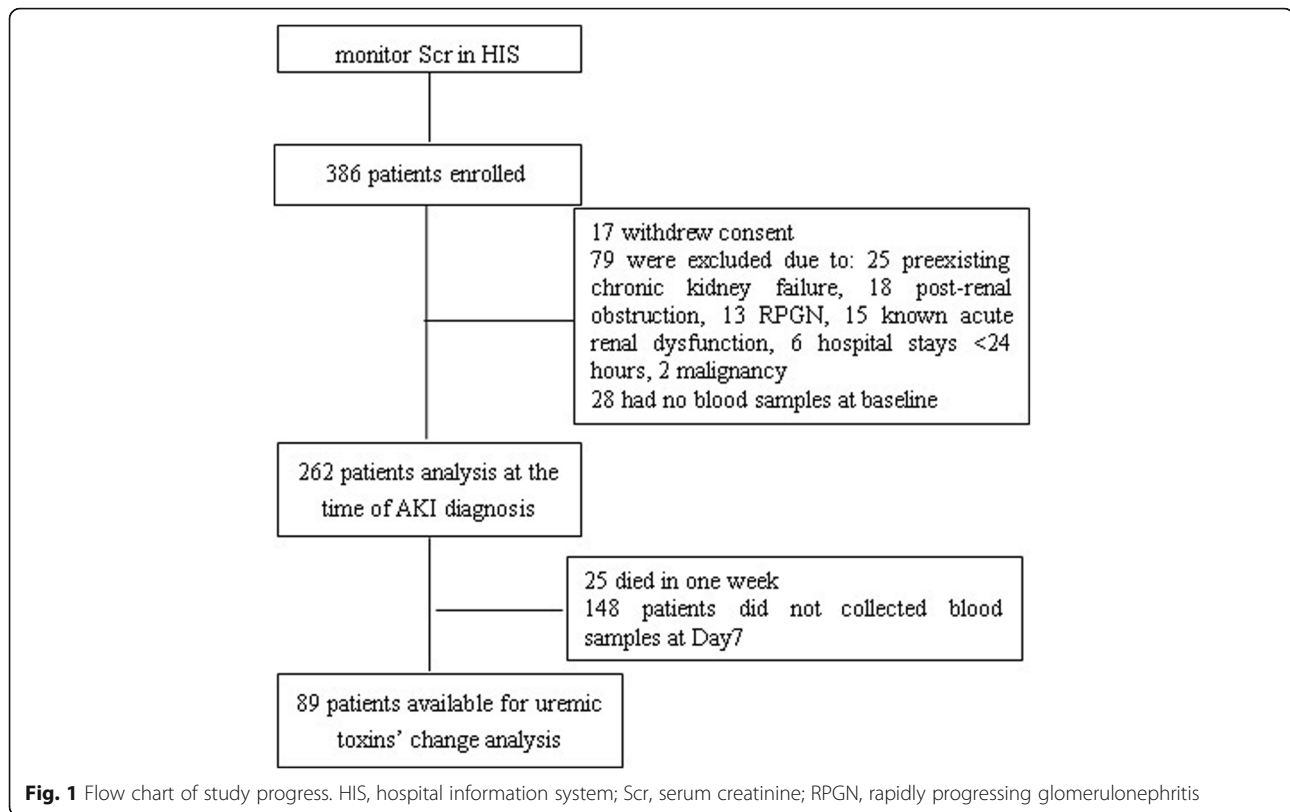 monitor Scr in HIS
386 patients enrolled
17 withdrew consent
79 were excluded due to: 25 preexisting
chronic kidney failure, 18 post-renal
obstruction, 13 RPGN, 15 known acute
renal dysfunction, 6 hospital stays <24
hours, 2 malignancy
28 had no blood samples at baseline
262 patients analysis at the
time of AKI diagnosis
25 died in one week
148 patients did not collected blood
samples at Day7
89 patients available for uremic
toxins’ change analysis
Fig. 1 Flow chart of study progress. HIS, hospital information system; Scr, serum creatinine; RPGN, rapidly progressing glomerulonephritis